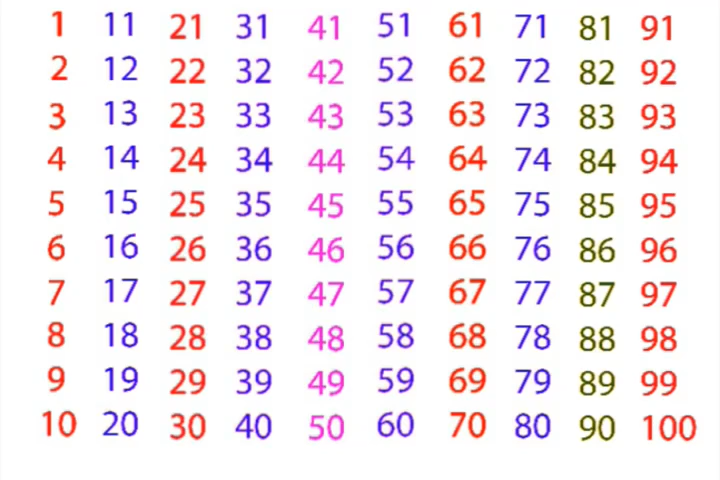 1 11 21 31 41 51 61 71 81 91
2 12 22 32 42 52 62 72 82 92
3 13 23 33 43 53 63 73 83 93
4 14 24 34 44 54 64 74 84 94
5 15 25 35 45 55 65 75 85 95
6 16 26 36 46 56 66 76 86 96
7 17 27 37 47 57 67 77 87 97
8 18 28 38 48 58 68 78 88 98
9 19 29 39 49 59 69 79 89 99
10 20 30 40 50 60 70 80 90 100